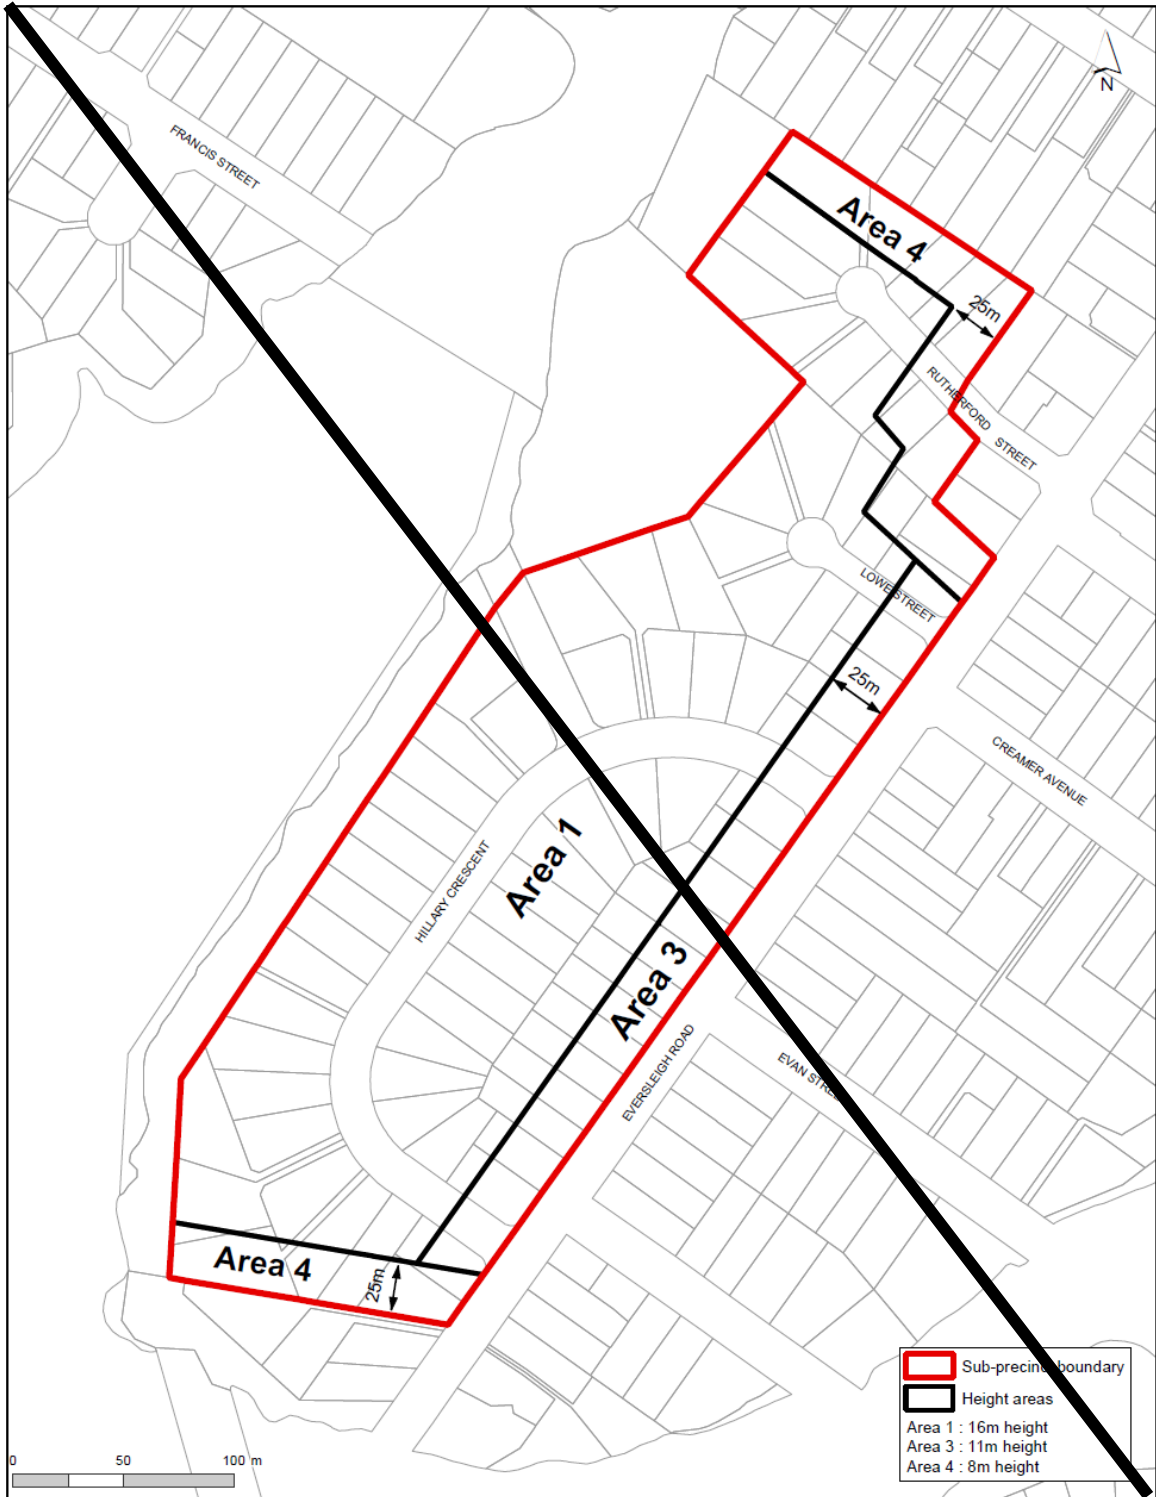 N
FRANCIS STREET
Area 4
25m
RUTHERFORD STREET
LOWE STREET
25m
CREAMER AVENUE
Area 1
HILLARY CRESCENT
Area 3
EVERSLEIGH ROAD
EVAN STREET
Area 4
25m
Sub-precinct boundary
Height areas
Area 1 : 16m height
Area 3 : 11m height
Area 4 : 8m height
0 50 100 m